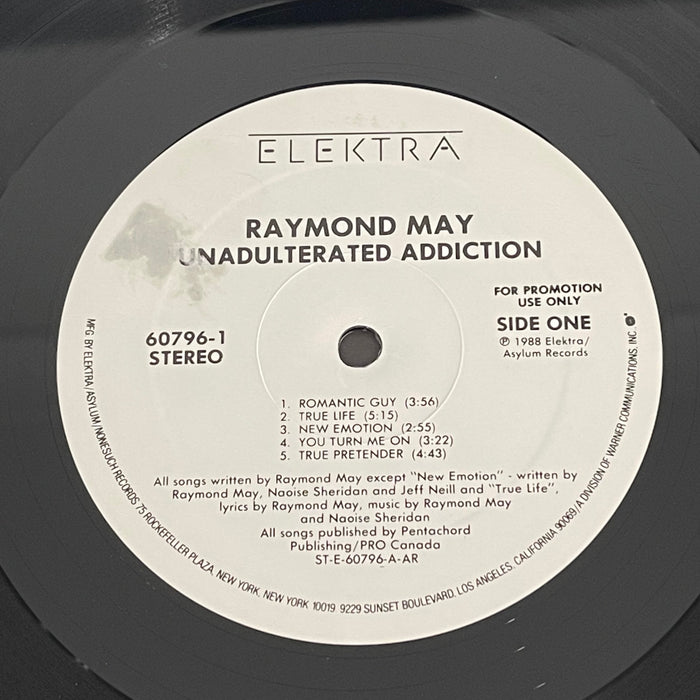 ELEKTRA
RAYMOND MAY
UNADULTERATED ADDICTION
FOR PROMOTION
USE ONLY
60796-1
STEREO
SIDE ONE
℗ 1988 Elektra/
Asylum Records
1. ROMANTIC GUY (3:56)
2. TRUE LIFE (5:15)
3. NEW EMOTION (2:55)
4. YOU TURN ME ON (3:22)
5. TRUE PRETENDER (4:43)
All songs written by Raymond May except "New Emotion" - written by
Raymond May, Naoise Sheridan and Jeff Neill and "True Life",
lyrics by Raymond May, music by Raymond May
and Naoise Sheridan
All songs published by Pentachord
Publishing/PRO Canada
ST-E-60796-A-AR
MFG. BY ELEKTRA/ASYLUM/NONESUCH RECORDS 75 ROCKEFELLER PLAZA, NEW YORK, NEW YORK 10019 9229 SUNSET BOULEVARD, LOS ANGELES, CALIFORNIA 90069/A DIVISION OF WARNER COMMUNICATIONS, INC.